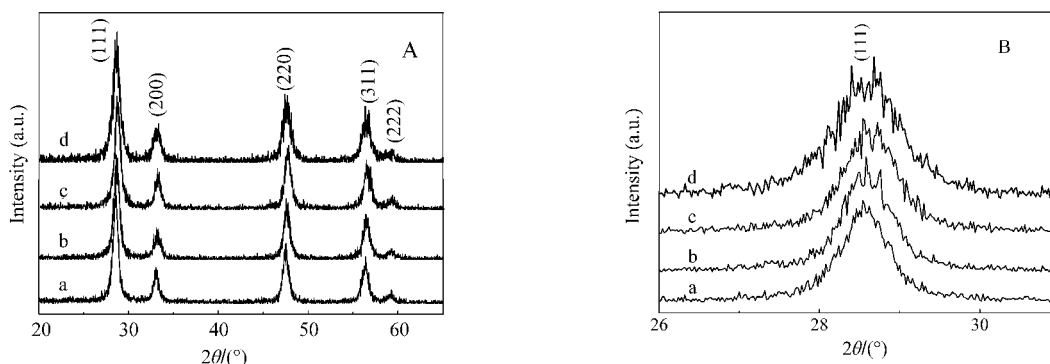 A
(111)
(200)
(220)
(311)
(222)
Intensity (a.u.)
d
c
b
a
20 30 40 50 60
2θ/(°)
B
(111)
Intensity (a.u.)
d
c
b
a
26 28 30
2θ/(°)